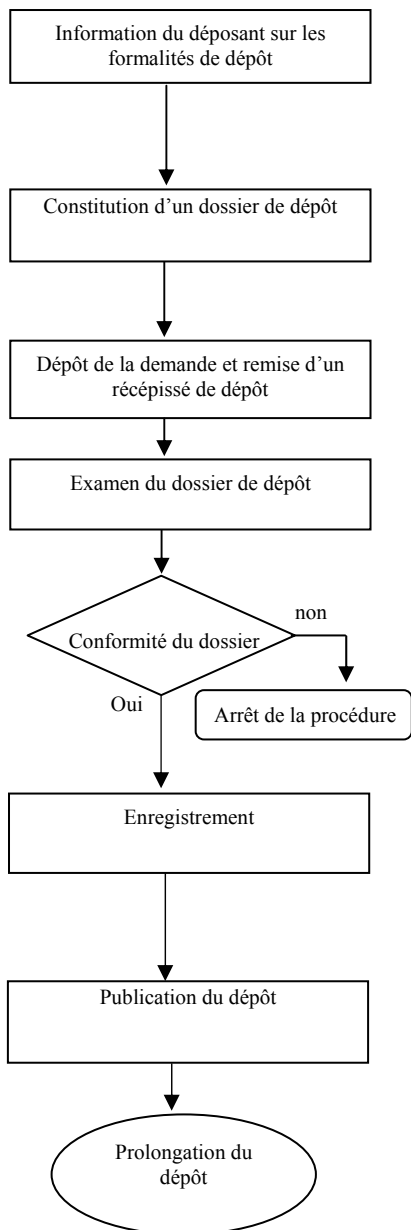 Information du déposant sur les
formalités de dépôt
Constitution d’un dossier de dépôt
Dépôt de la demande et remise d’un
récépissé de dépôt
Examen du dossier de dépôt
non
Conformité du dossier
Oui
Arrêt de la procédure
Enregistrement
Publication du dépôt
Prolongation du
dépôt